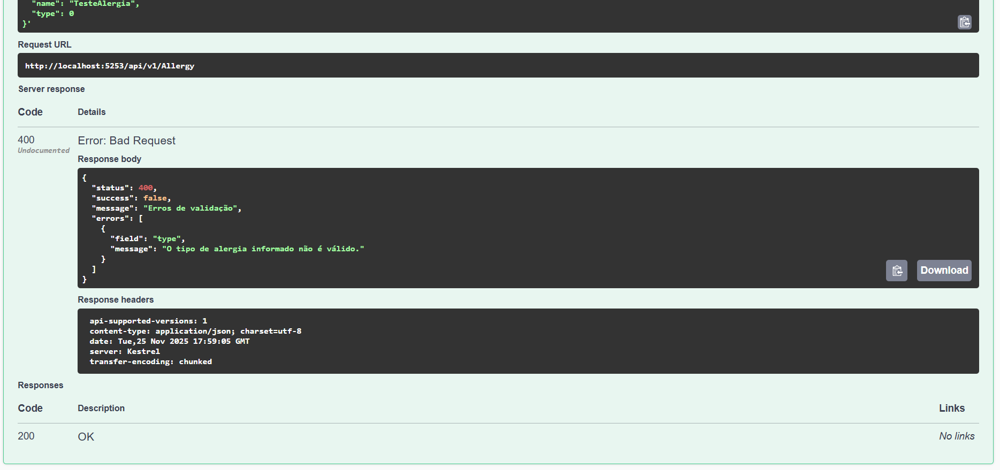 "name": "TesteAlergia",
"type": 0
}'
Request URL
http://localhost:5253/api/v1/Allergy
Server response
Code Details
400 Error: Bad Request
Undocumented
Response body
{
"status": 400,
"success": false,
"message": "Erros de validação",
"errors": [
{
"field": "type",
"message": "O tipo de alergia informado não é válido."
}
]
}
Download
Response headers
api-supported-versions: 1
content-type: application/json; charset=utf-8
date: Tue,25 Nov 2025 17:59:05 GMT
server: Kestrel
transfer-encoding: chunked
Responses
Code Description Links
200 OK No links